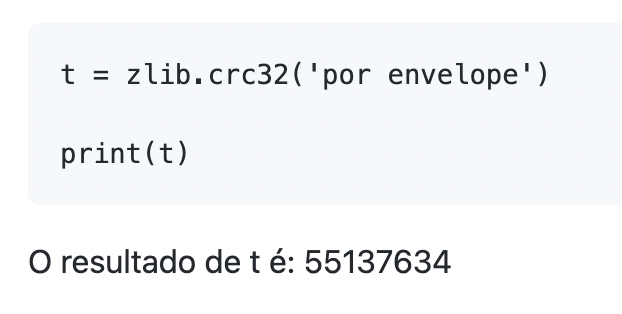 t = zlib.crc32('por envelope')
print(t)
O resultado de t é: 55137634